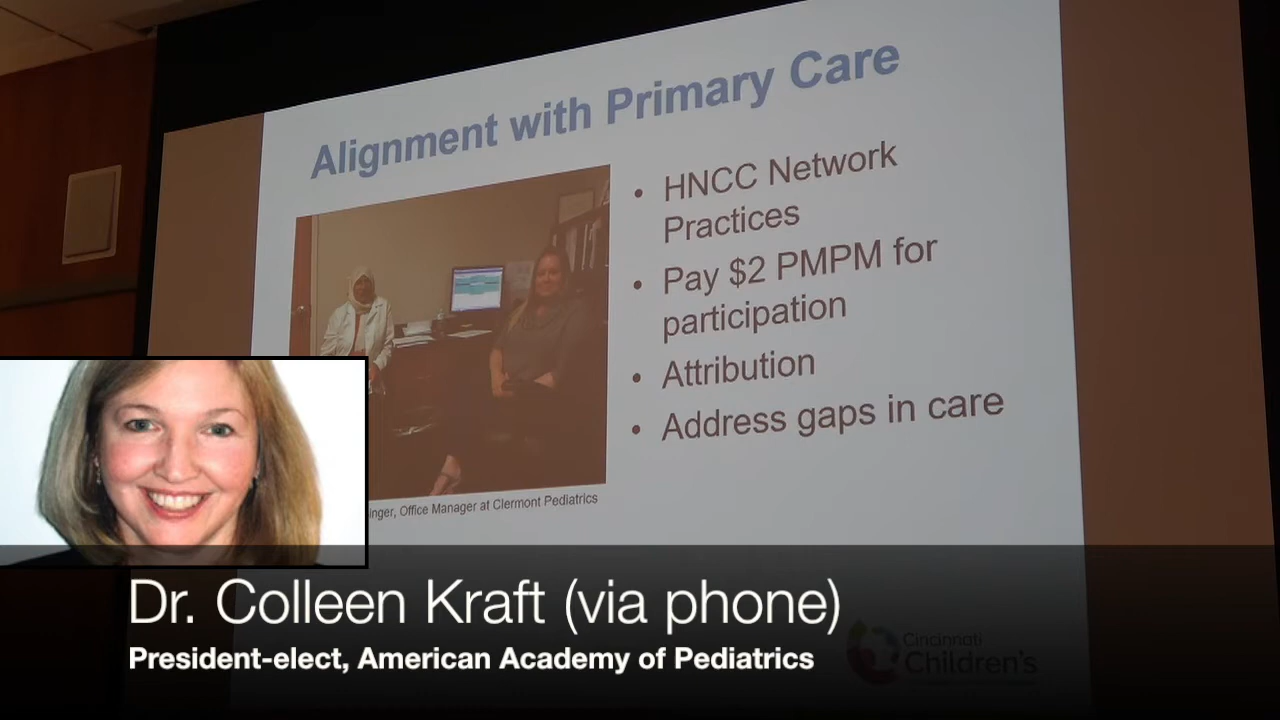 Alignment with Primary Care
• HNCC Network
Practices
• Pay $2 PMPM for
participation
• Attribution
• Address gaps in care
inger, Office Manager at Clermont Pediatrics
Dr. Colleen Kraft (via phone)
President-elect, American Academy of Pediatrics
Cincinnati
Children's